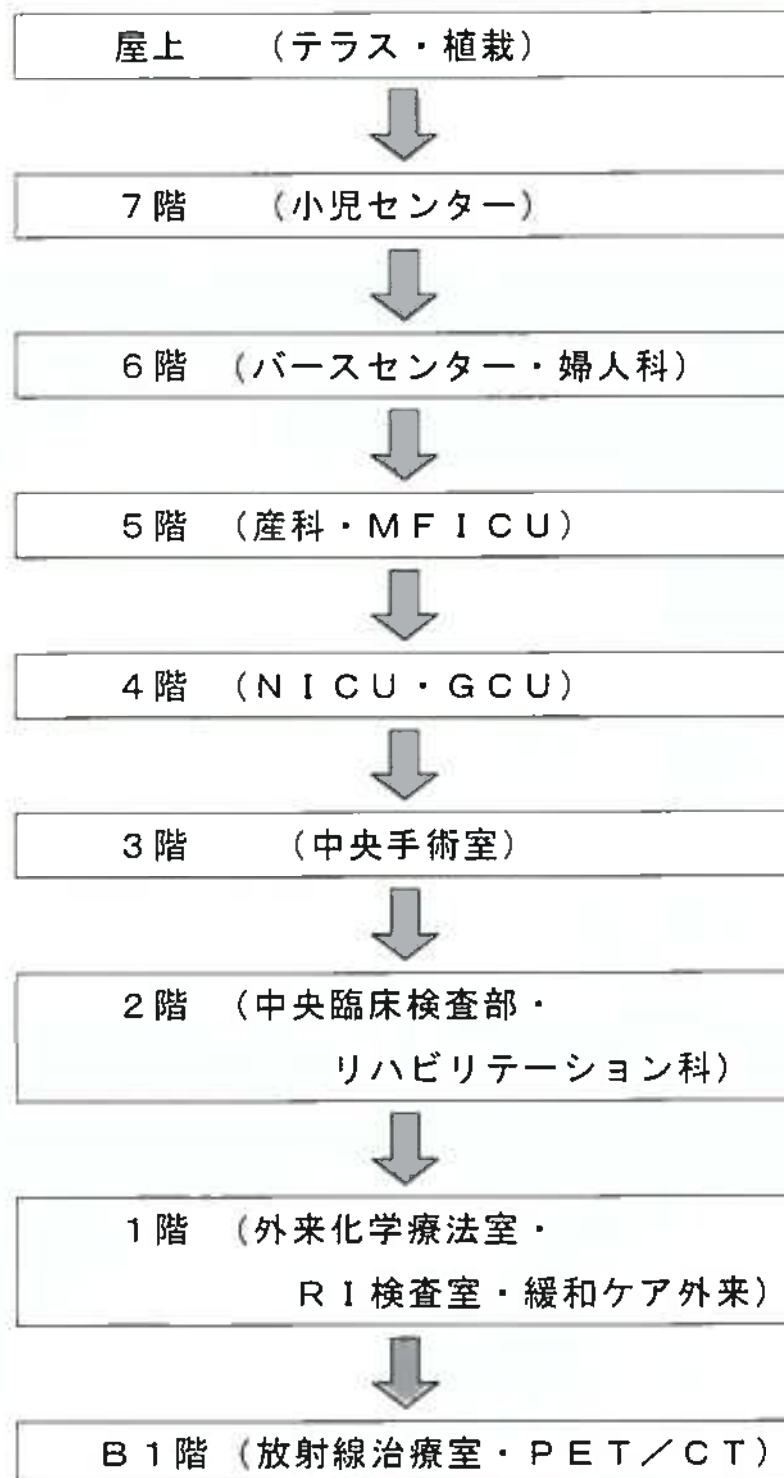 屋上　（テラス・植栽）
７階　（小児センター）
６階　（バースセンター・婦人科）
５階　（産科・ＭＦＩＣＵ）
４階　（ＮＩＣＵ・ＧＣＵ）
３階　（中央手術室）
２階　（中央臨床検査部・
リハビリテーション科）
１階　（外来化学療法室・
ＲＩ検査室・緩和ケア外来）
Ｂ１階　（放射線治療室・ＰＥＴ／ＣＴ）